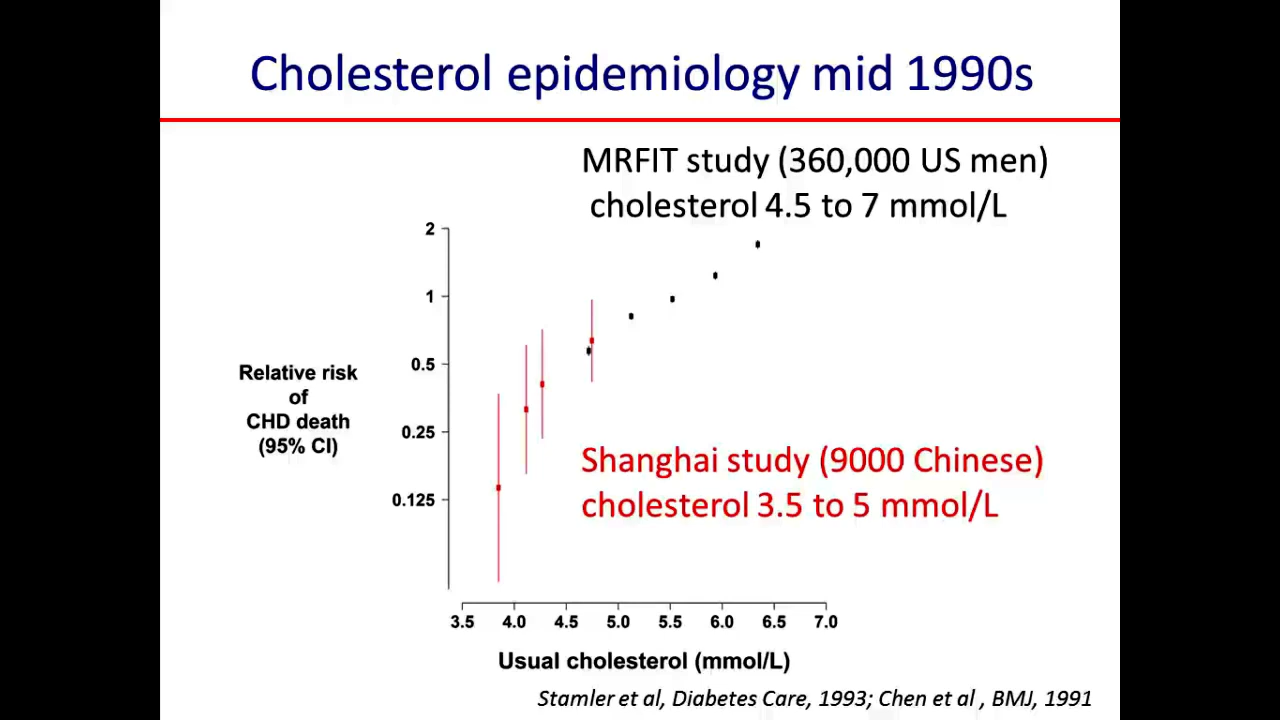 Cholesterol epidemiology mid 1990s
MRFIT study (360,000 US men)
cholesterol 4.5 to 7 mmol/L
2
1
0.5
0.25
0.125
Relative risk
of
CHD death
(95% CI)
Shanghai study (9000 Chinese)
cholesterol 3.5 to 5 mmol/L
3.5 4.0 4.5 5.0 5.5 6.0 6.5 7.0
Usual cholesterol (mmol/L)
Stamler et al, Diabetes Care, 1993; Chen et al , BMJ, 1991